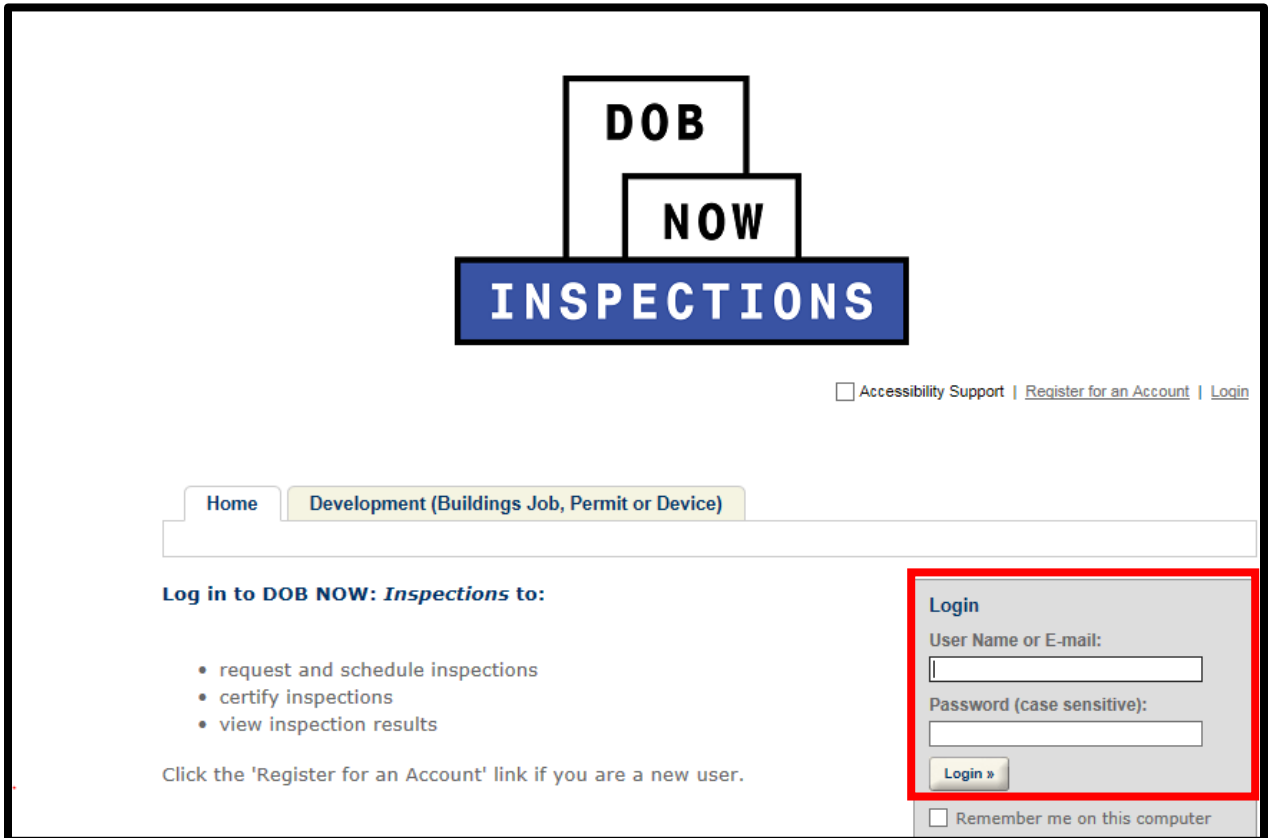 DOB
NOW
INSPECTIONS
Accessibility Support | Register for an Account | Login
Home Development (Buildings Job, Permit or Device)
Log in to DOB NOW: Inspections to:
• request and schedule inspections
• certify inspections
• view inspection results
Click the 'Register for an Account' link if you are a new user.
Login
User Name or E-mail:
Password (case sensitive):
Login »
Remember me on this computer